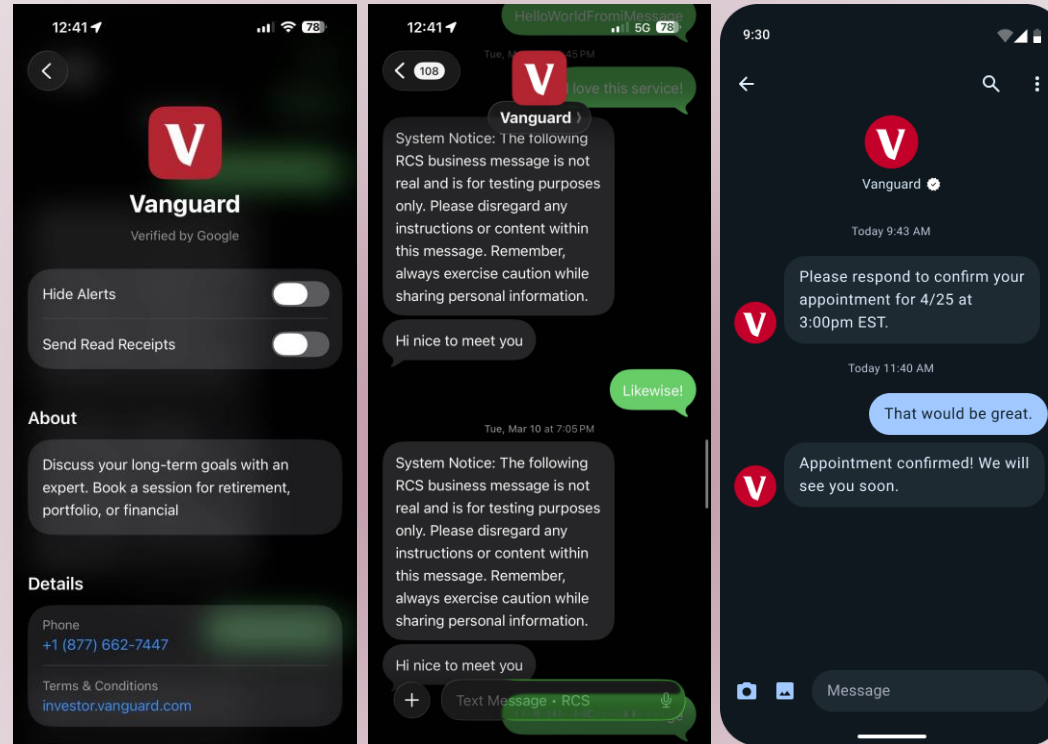 12:41
78
Vanguard
Verified by Google
Hide Alerts
Send Read Receipts
About
Discuss your long-term goals with an
expert. Book a session for retirement,
portfolio, or financial
Details
Phone
+1 (877) 662-7447
Terms & Conditions
investor.vanguard.com
HelloWorldFromiMessage
12:41
5G 78
108
Tue,
45 PM
love this service!
Vanguard
System Notice: The following
RCS business message is not
real and is for testing purposes
only. Please disregard any
instructions or content within
this message. Remember,
always exercise caution while
sharing personal information.
Hi nice to meet you
Likewise!
Tue, Mar 10 at 7:05 PM
System Notice: The following
RCS business message is not
real and is for testing purposes
only. Please disregard any
instructions or content within
this message. Remember,
always exercise caution while
sharing personal information.
Hi nice to meet you
Text Message • RCS
9:30
Vanguard
Today 9:43 AM
Please respond to confirm your
appointment for 4/25 at
3:00pm EST.
Today 11:40 AM
That would be great.
Appointment confirmed! We will
see you soon.
Message